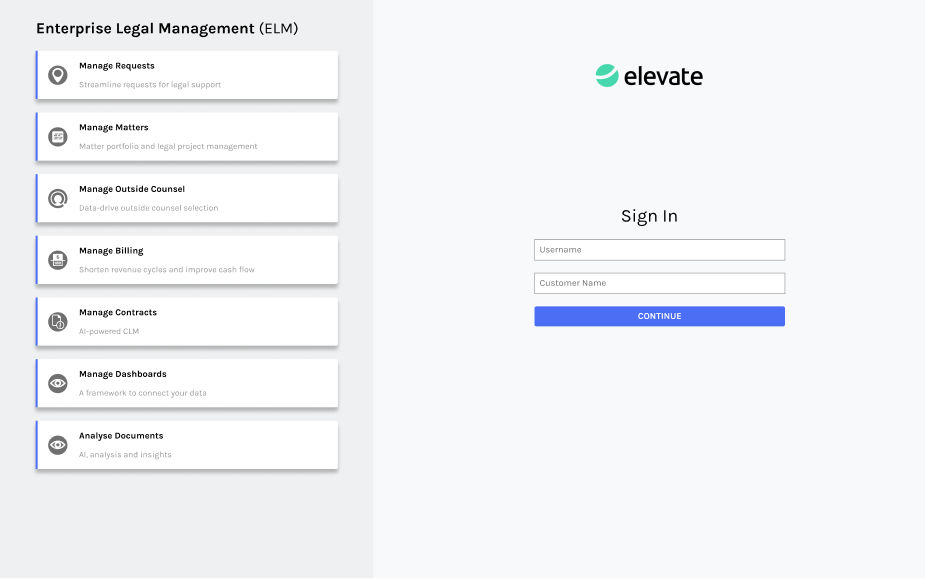 Enterprise Legal Management (ELM)
Manage Requests
Streamline requests for legal support
Manage Matters
Matter portfolio and legal project management
Manage Outside Counsel
Data-drive outside counsel selection
Manage Billing
Shorten revenue cycles and improve cash flow
Manage Contracts
AI-powered CLM
Manage Dashboards
A framework to connect your data
Analyse Documents
AI, analysis and insights
elevate
Sign In
Username
Customer Name
CONTINUE